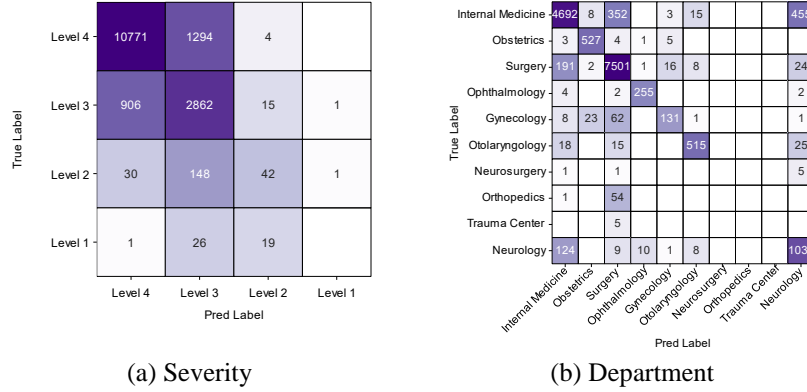 Level 4 10771 1294 4
Level 3 906 2862 15 1
Level 2 30 148 42 1
Level 1 1 26 19
True Label
Level 4 Level 3 Level 2 Level 1
Pred Label
(a) Severity
Internal Medicine 4692 8 352 3 15 455
Obstetrics 3 527 4 1 5
Surgery 191 2 7501 1 16 8 24
Ophthalmology 4 2 255 2
Gynecology 8 23 62 131 1 1
Otolaryngology 18 15 515 25
Neurosurgery 1 1 5
Orthopedics 1 54
Trauma Center 5
Neurology 124 9 10 1 8 103
True Label
Internal Medicine Obstetrics Surgery Ophthalmology Gynecology Otolaryngology Neurosurgery Orthopedics Trauma Center Neurology
Pred Label
(b) Department